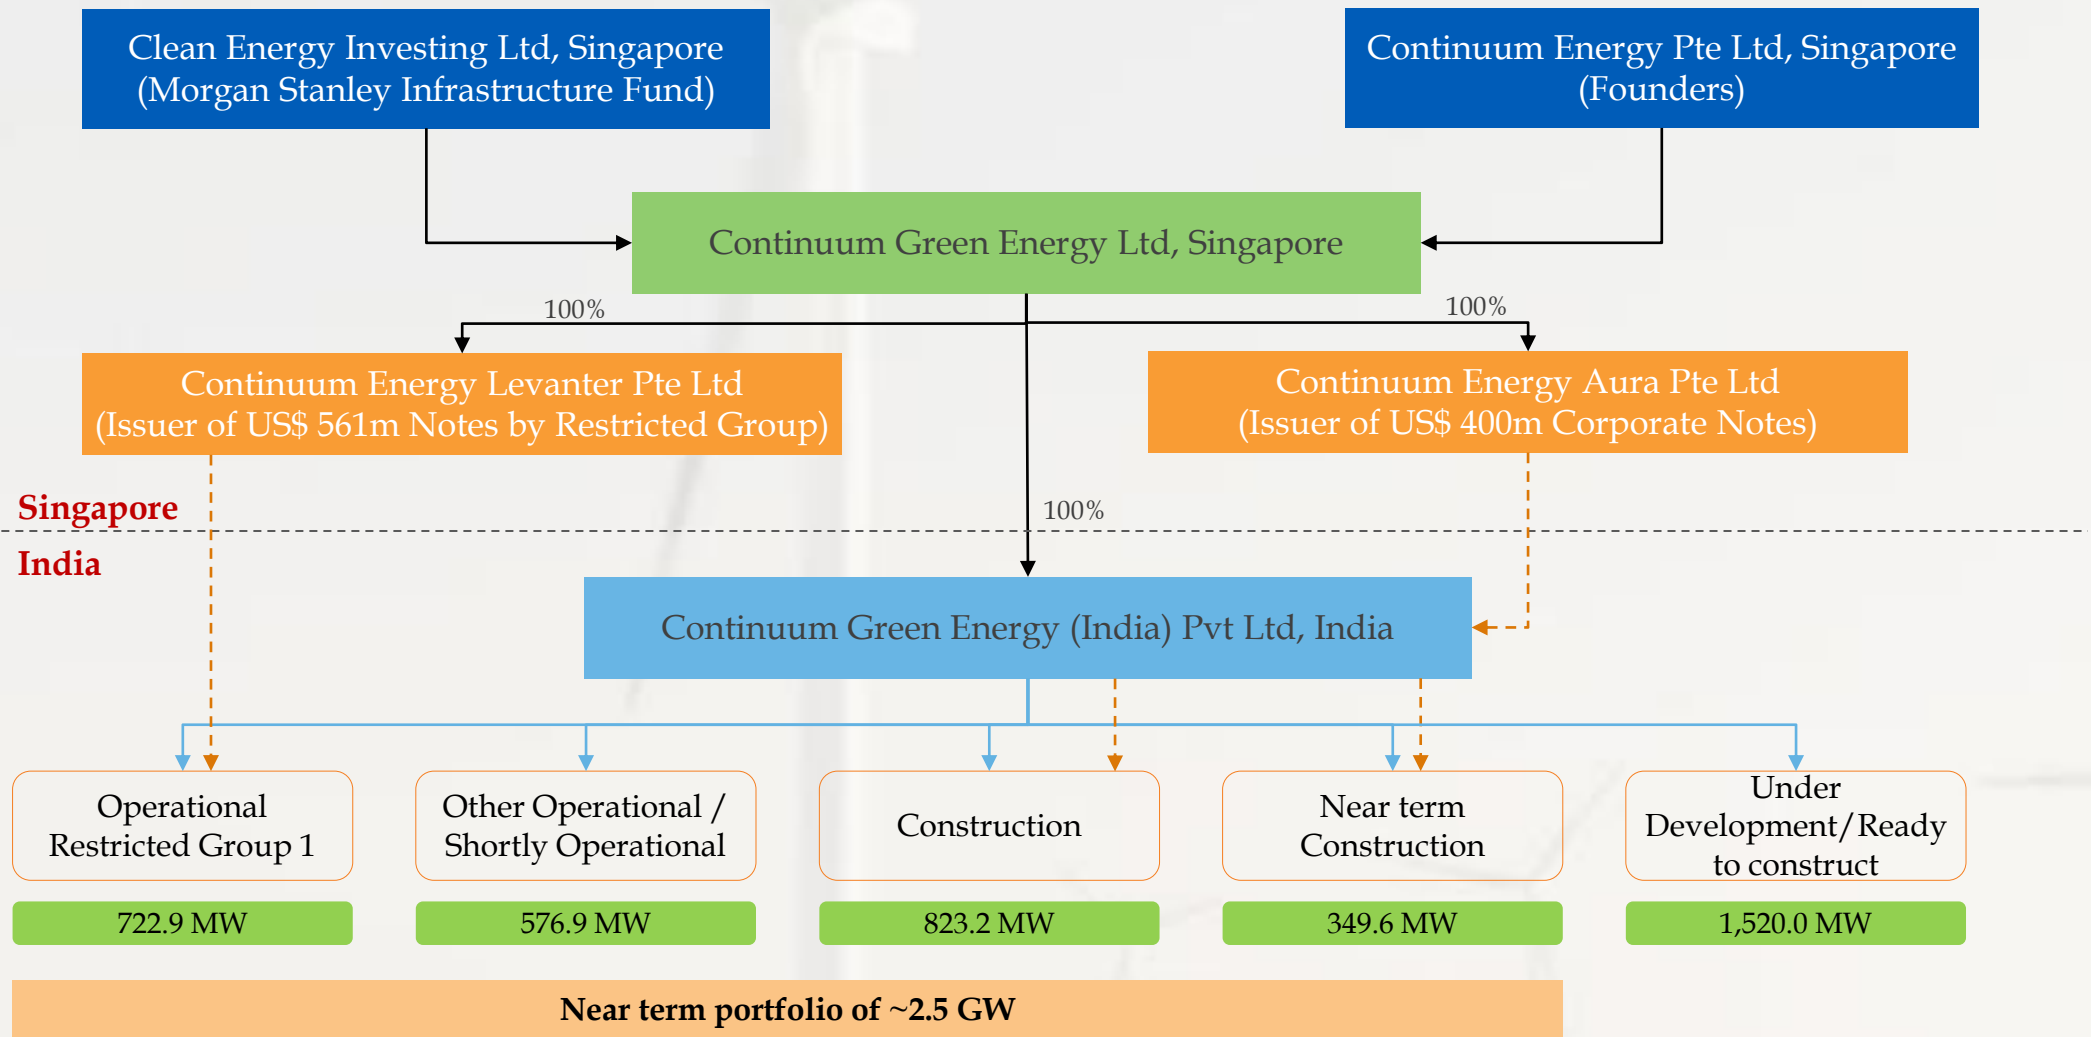 Clean Energy Investing Ltd, Singapore
(Morgan Stanley Infrastructure Fund)
Continuum Energy Pte Ltd, Singapore
(Founders)
Continuum Green Energy Ltd, Singapore
100%
100%
Continuum Energy Levanter Pte Ltd
(Issuer of US$ 561m Notes by Restricted Group)
Continuum Energy Aura Pte Ltd
(Issuer of US$ 400m Corporate Notes)
Singapore
100%
India
Continuum Green Energy (India) Pvt Ltd, India
Operational
Restricted Group 1
Other Operational /
Shortly Operational
Construction
Near term
Construction
Under
Development/Ready
to construct
722.9 MW
576.9 MW
823.2 MW
349.6 MW
1,520.0 MW
Near term portfolio of ~2.5 GW